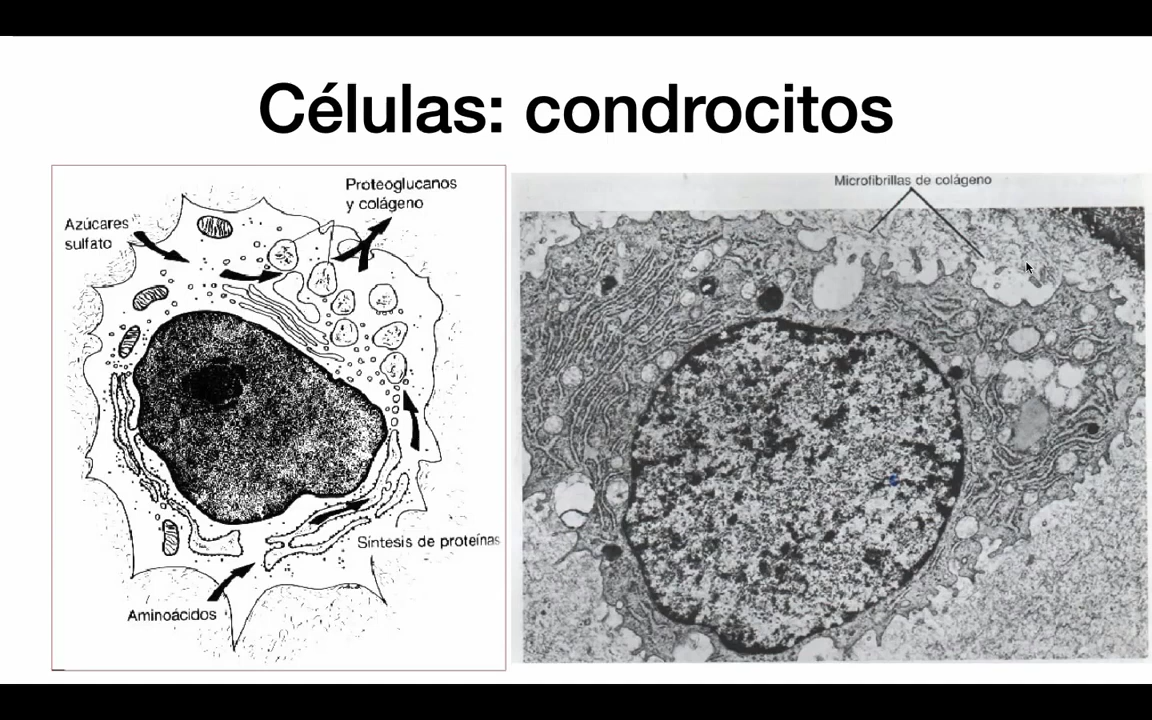 Células: condrocitos
Proteoglucanos
y colágeno
Azúcares
sulfato
Síntesis de proteínas
Aminoácidos
Microfibrillas de colágeno